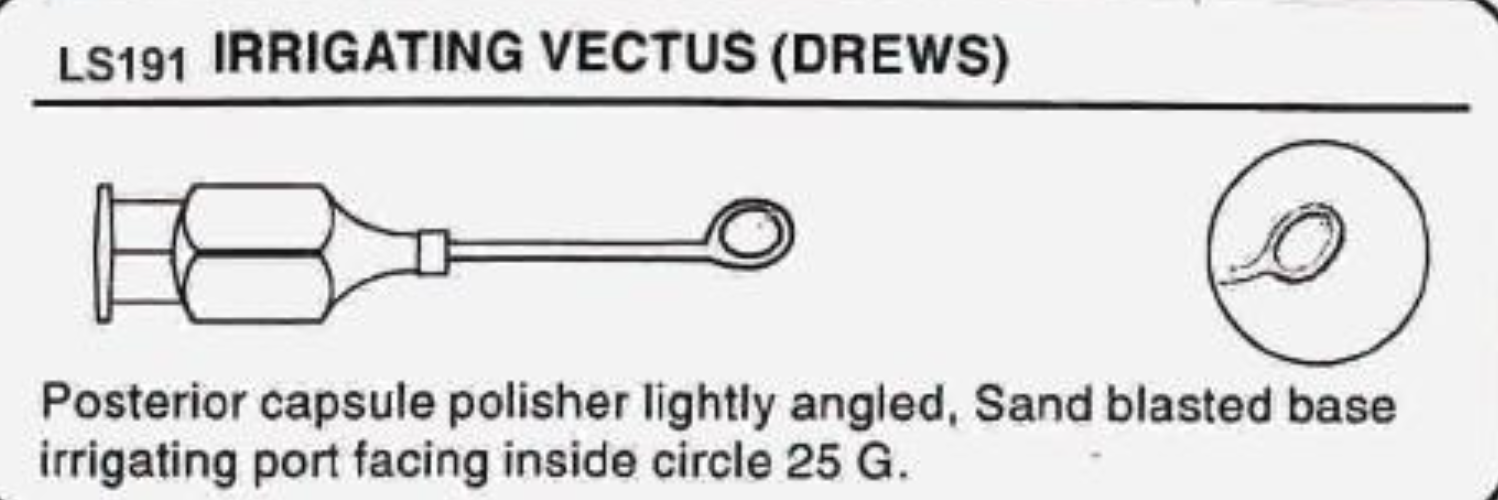 LS191 IRRIGATING VECTUS (DREWS)
Posterior capsule polisher lightly angled, Sand blasted base
irrigating port facing inside circle 25 G.